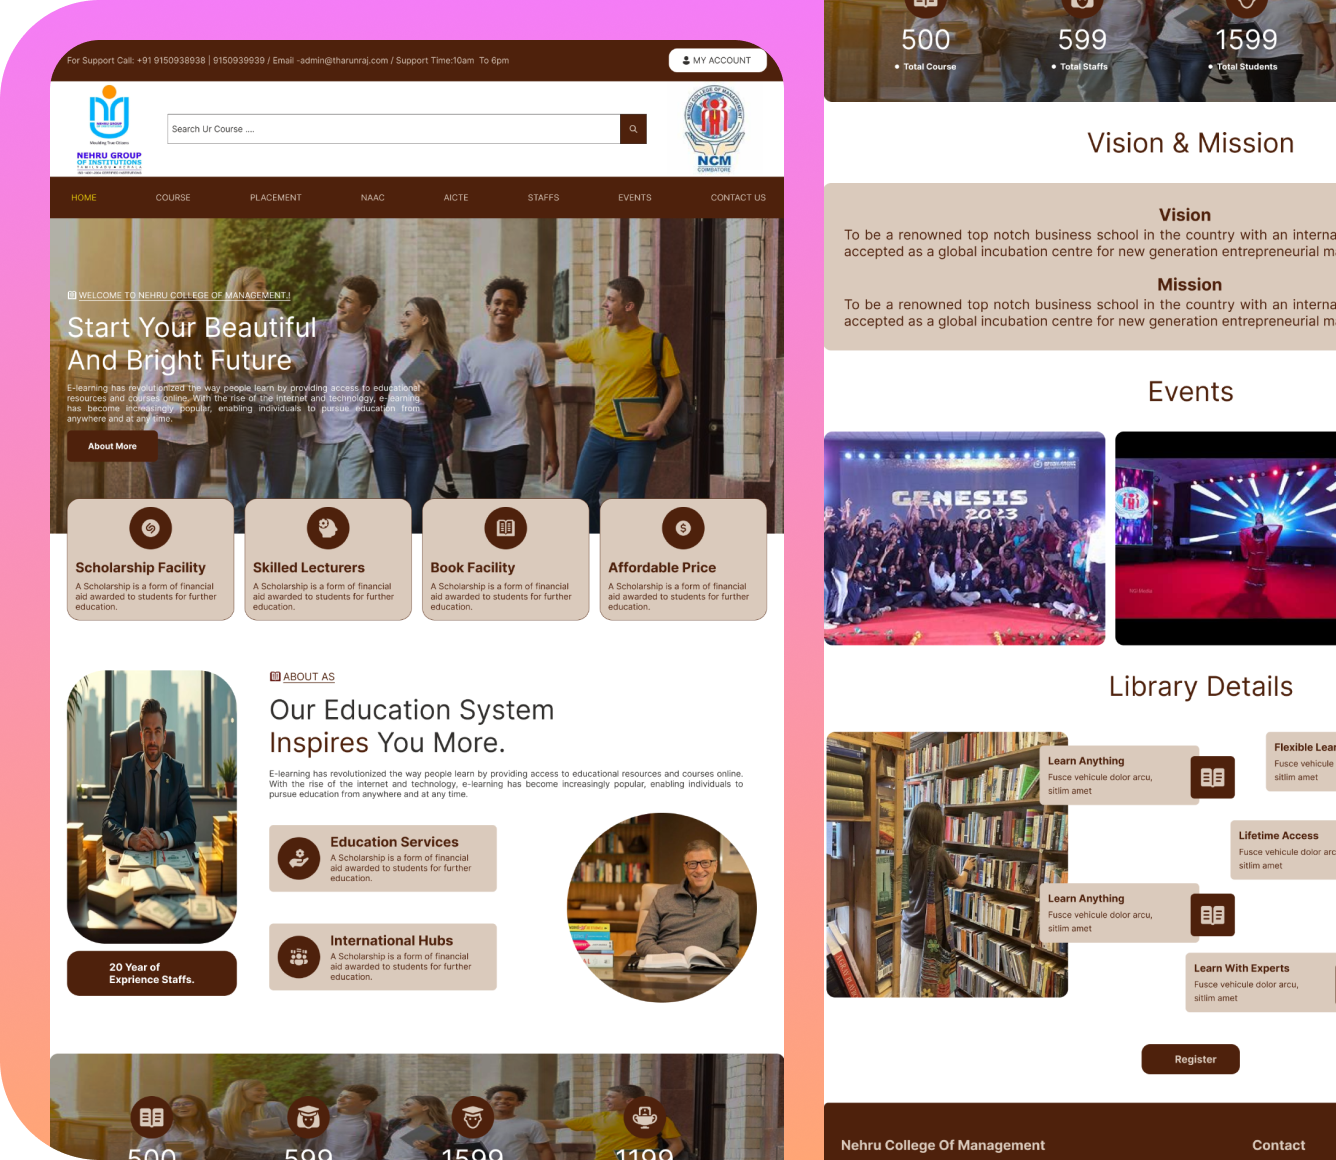 For Support Call: +91 9150938938 | 9150939939 / Email -admin@tharunraj.com / Support Time:10am To 6pm
MY ACCOUNT
NEHRU GROUP
Moulding True Citizens
NEHRU GROUP
OF INSTITUTIONS
TAMILNADU KERALA
Search Ur Course ....
NEHRU COLLEGE OF MANAGEMENT
NCM
COIMBATORE
HOME
COURSE
PLACEMENT
NAAC
AICTE
STAFFS
EVENTS
CONTACT US
WELCOME TO NEHRU COLLEGE OF MANAGEMENT.!
Start Your Beautiful
And Bright Future
E-learning has revolutionized the way people learn by providing access to educational
resources and courses online. With the rise of the internet and technology, e-learning
has become increasingly popular, enabling individuals to pursue education from
anywhere and at any time.
About More
Scholarship Facility
A Scholarship is a form of financial
aid awarded to students for further
education.
Skilled Lecturers
A Scholarship is a form of financial
aid awarded to students for further
education.
Book Facility
A Scholarship is a form of financial
aid awarded to students for further
education.
Affordable Price
A Scholarship is a form of financial
aid awarded to students for further
education.
ABOUT AS
Our Education System
Inspires You More.
E-learning has revolutionized the way people learn by providing access to educational resources and courses online.
With the rise of the internet and technology, e-learning has become increasingly popular, enabling individuals to
pursue education from anywhere and at any time.
20 Year of
Exprience Staffs.
Education Services
A Scholarship is a form of financial
aid awarded to students for further
education.
International Hubs
A Scholarship is a form of financial
aid awarded to students for further
education.
500
599
1599
1199
500
Total Course
599
Total Staffs
1599
Total Students
Vision & Mission
Vision
To be a renowned top notch business school in the country with an interna
accepted as a global incubation centre for new generation entrepreneurial m
Mission
To be a renowned top notch business school in the country with an interna
accepted as a global incubation centre for new generation entrepreneurial m
Events
GENESIS
2023
NGI Media
Library Details
Learn Anything
Fusce vehicule dolor arcu,
sitlim amet
Flexible Lear
Fusce vehicule
sitlim amet
Lifetime Access
Fusce vehicule dolor arc
sitlim amet
Learn Anything
Fusce vehicule dolor arcu,
sitlim amet
Learn With Experts
Fusce vehicule dolor arcu,
sitlim amet
Register
Nehru College Of Management
Contact